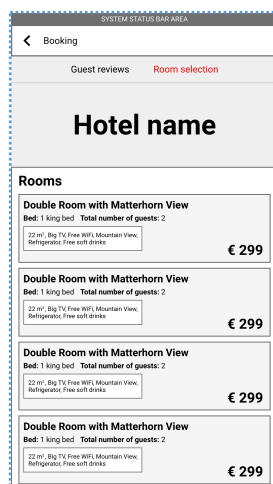 SYSTEM STATUS BAR AREA
Booking
Guest reviews Room selection
Hotel name
Rooms
Double Room with Matterhorn View
Bed: 1 king bed Total number of guests: 2
22 m², Big TV, Free WiFi, Mountain View,
Refrigerator, Free soft drinks
€ 299
Double Room with Matterhorn View
Bed: 1 king bed Total number of guests: 2
22 m², Big TV, Free WiFi, Mountain View,
Refrigerator, Free soft drinks
€ 299
Double Room with Matterhorn View
Bed: 1 king bed Total number of guests: 2
22 m², Big TV, Free WiFi, Mountain View,
Refrigerator, Free soft drinks
€ 299
Double Room with Matterhorn View
Bed: 1 king bed Total number of guests: 2
22 m², Big TV, Free WiFi, Mountain View,
Refrigerator, Free soft drinks
€ 299